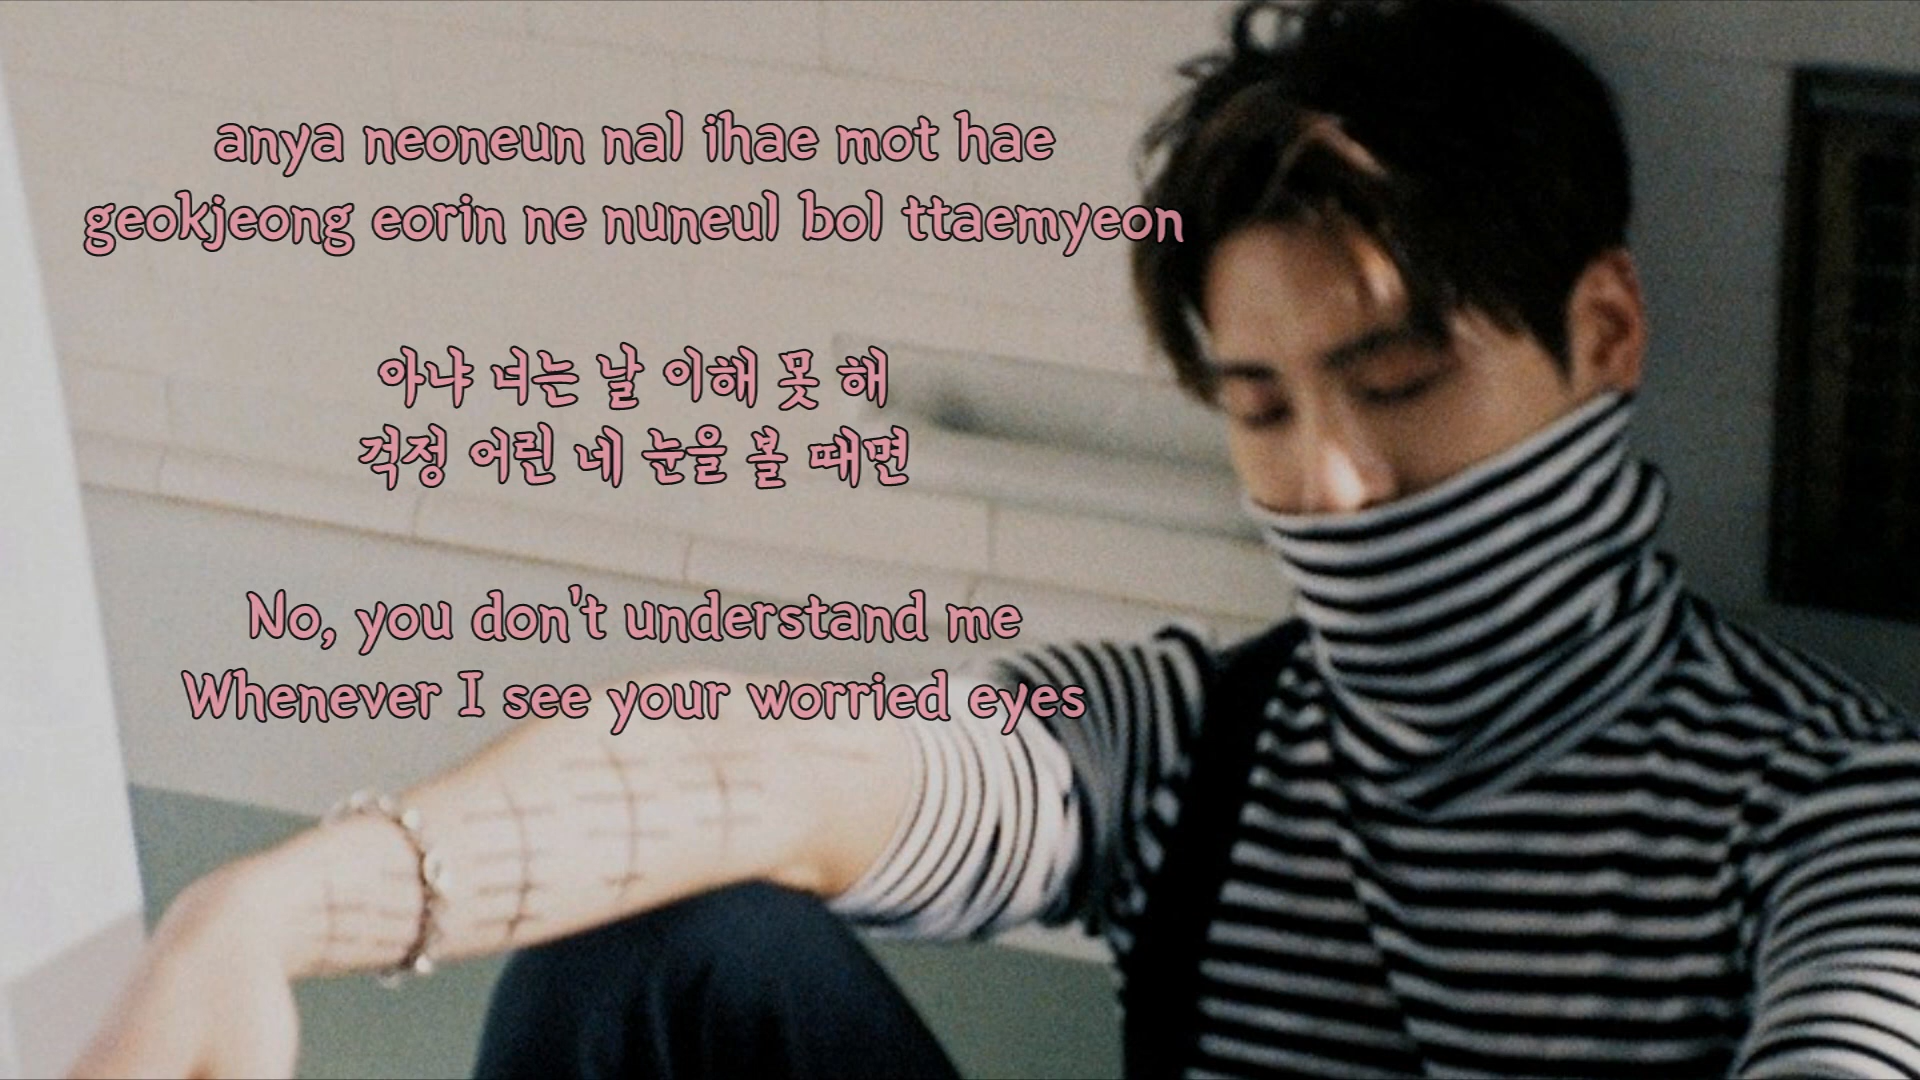 anya neoneun nal ihae mot hae
geokjeong eorin ne nuneul bol ttaemyeon
아냐 너는 날 이해 못 해
걱정 어린 네 눈을 볼 때면
No, you don't understand me
Whenever I see your worried eyes